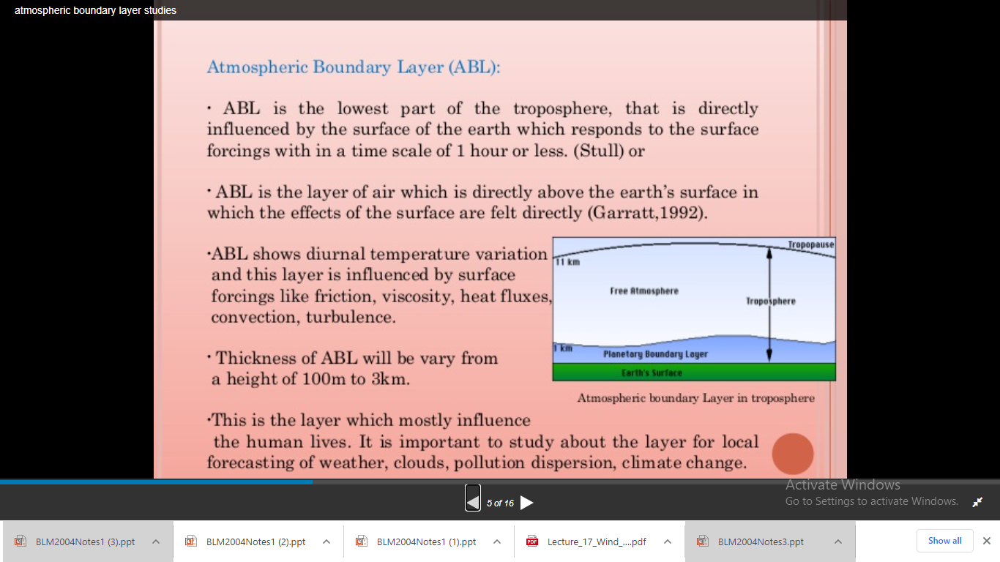 atmospheric boundary layer studies
Atmospheric Boundary Layer (ABL):
· ABL is the lowest part of the troposphere, that is directly
influenced by the surface of the earth which responds to the surface
forcings with in a time scale of 1 hour or less. (Stull) or
· ABL is the layer of air which is directly above the earth's surface in
which the effects of the surface are felt directly (Garratt,1992).
·ABL shows diurnal temperature variation
and this layer is influenced by surface
forcings like friction, viscosity, heat fluxes,
convection, turbulence.
· Thickness of ABL will be vary from
a height of 100m to 3km.
Tropopause
11 km
Free Atmosphere
Troposphere
1 km
Planetary Boundary Layer
Earth's Surface
Atmospheric boundary Layer in troposphere
·This is the layer which mostly influence
the human lives. It is important to study about the layer for local
forecasting of weather, clouds, pollution dispersion, climate change.
Activate Windows
Go to Settings to activate Windows.
5 of 16
BLM2004Notes1 (3).ppt
BLM2004Notes1 (2).ppt
BLM2004Notes1 (1).ppt
PDF
Lecture_17_Wind_....pdf
BLM2004Notes3.ppt
Show all